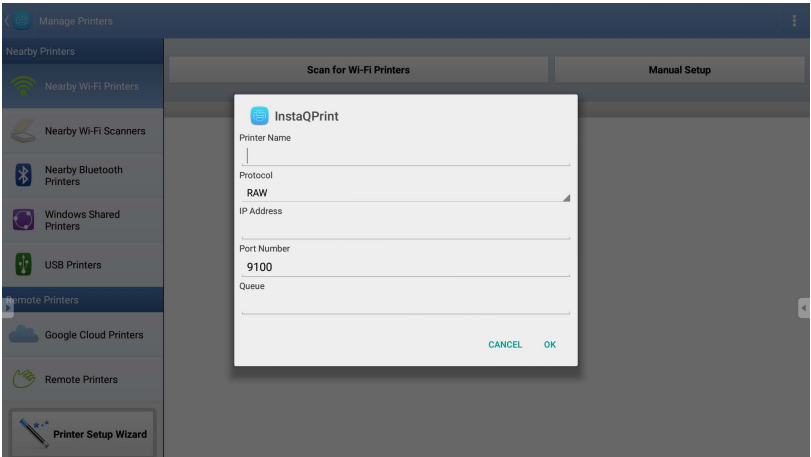 Manage Printers
Nearby Printers
Nearby Wi-Fi Printers
Nearby Wi-Fi Scanners
Nearby Bluetooth
Printers
Windows Shared
Printers
USB Printers
Remote Printers
Google Cloud Printers
Remote Printers
Printer Setup Wizard
Scan for Wi-Fi Printers
Manual Setup
InstaQPrint
Printer Name
Protocol
RAW
IP Address
Port Number
9100
Queue
CANCEL OK